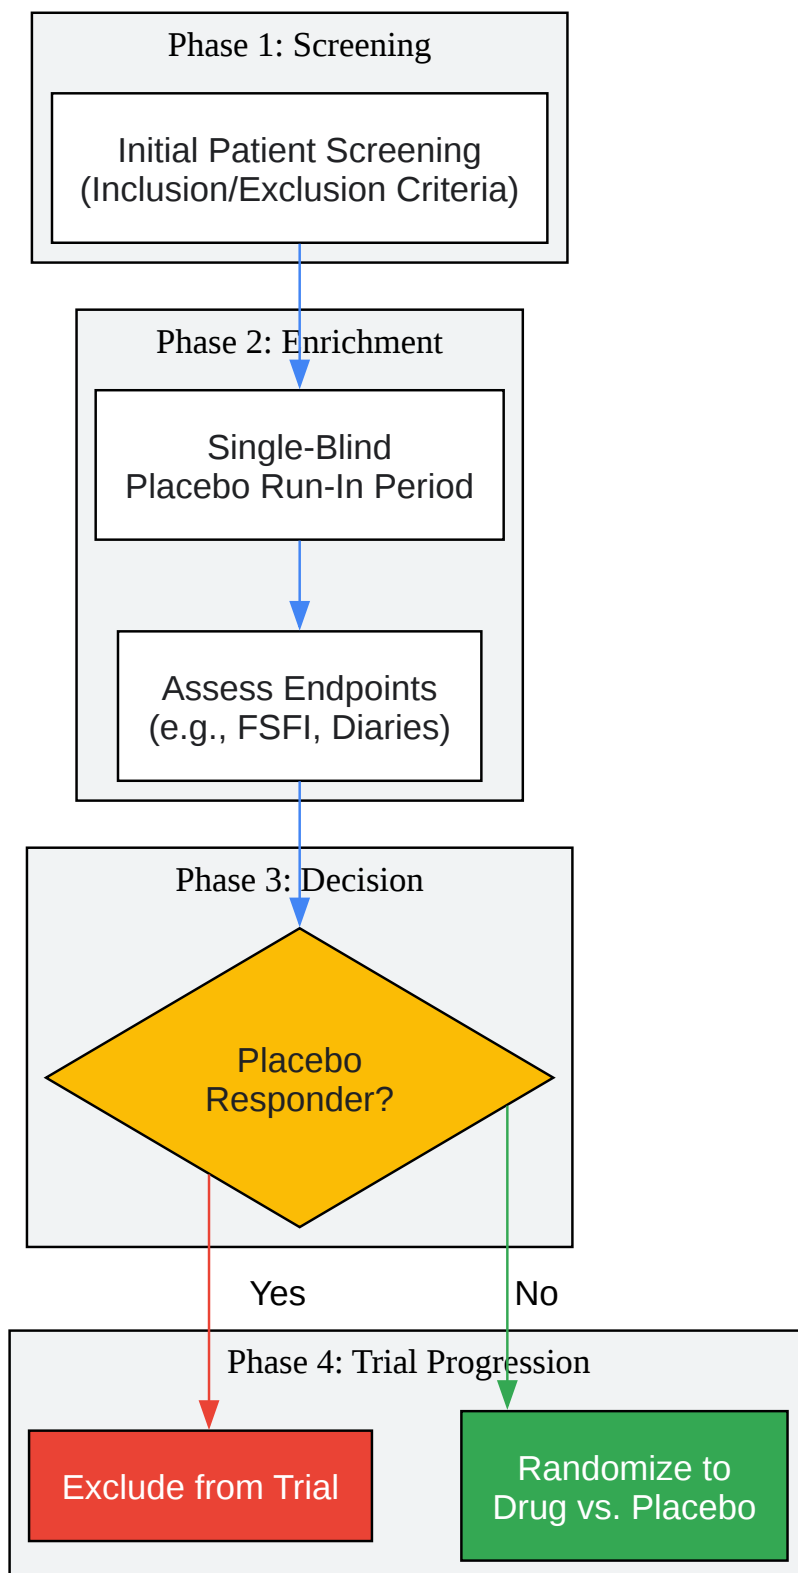 Phase 1: Screening
Initial Patient Screening
(Inclusion/Exclusion Criteria)
Phase 2: Enrichment
Single-Blind
Placebo Run-In Period
Assess Endpoints
(e.g., FSFI, Diaries)
Phase 3: Decision
Placebo
Responder?
Yes
No
Phase 4: Trial Progression
Exclude from Trial
Randomize to
Drug vs. Placebo